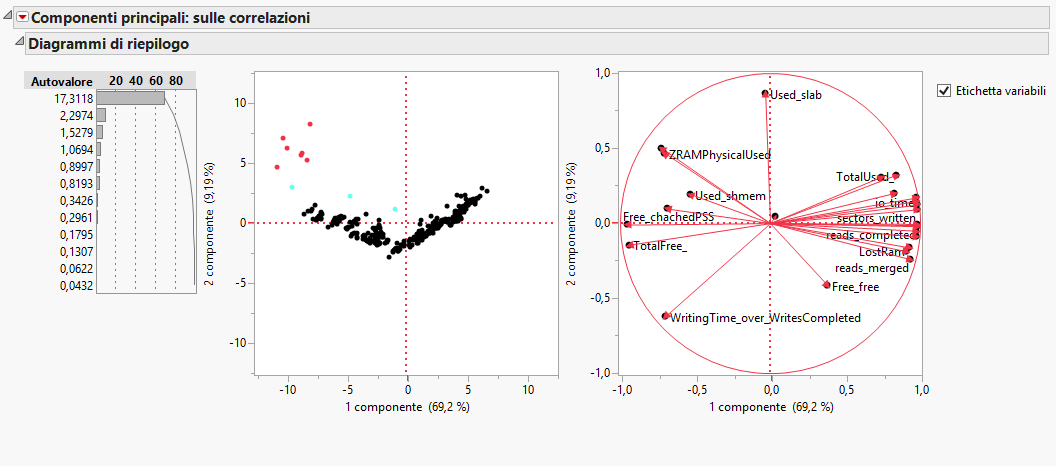 Componenti principali: sulle correlazioni
Diagrammi di riepilogo
Autovalore
20 40 60 80
17,3118
2,2974
1,5279
1,0694
0,8997
0,8193
0,3426
0,2961
0,1795
0,1307
0,0622
0,0432
2 componente (9,19 %)
10
5
0
-5
-10
-10 -5 0 5 10
1 componente (69,2 %)
2 componente (9,19 %)
1,0
0,5
0,0
-0,5
-1,0
Used_slab
ZRAMPhysicalUsed
TotalUsed_
Used_shmem
io_time
Free_chachedPSS
sectors_written
reads_completed
TotalFree_
LostRam
reads_merged
Free_free
WritingTime_over_WritesCompleted
-1,0 -0,5 0,0 0,5 1,0
1 componente (69,2 %)
Etichetta variabili